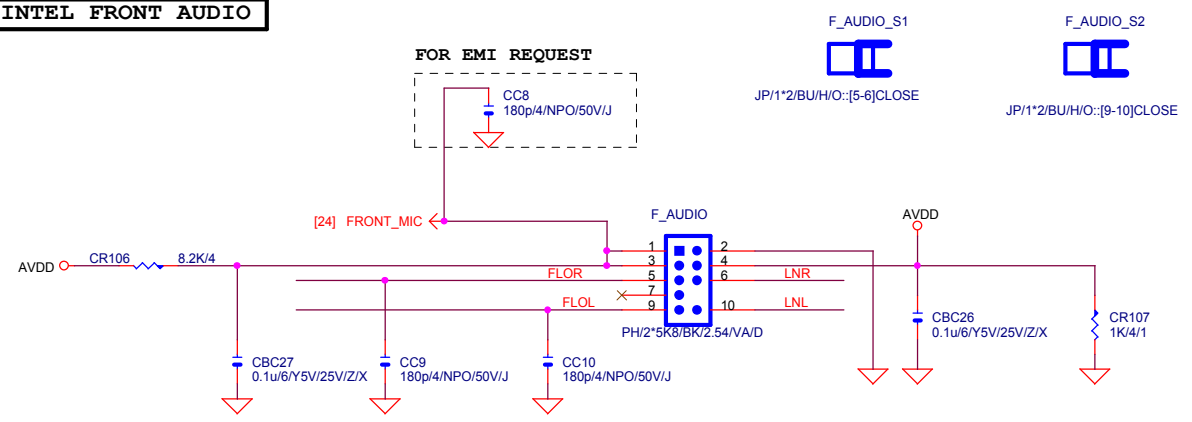 INTEL FRONT AUDIO
F_AUDIO_S1
F_AUDIO_S2
FOR EMI REQUEST
JP/1*2/BU/H/O::[5-6]CLOSE
JP/1*2/BU/H/O::[9-10]CLOSE
CC8
180p/4/NPO/50V/J
[24] FRONT_MIC
F_AUDIO
AVDD
1
2
AVDD
CR106
8.2K/4
3
4
FLOR
5
6
LNR
7
FLOL
9
10
LNL
PH/2*5K8/BK/2.54/VA/D
CBC26
0.1u/6/Y5V/25V/Z/X
CR107
1K/4/1
CBC27
0.1u/6/Y5V/25V/Z/X
CC9
180p/4/NPO/50V/J
CC10
180p/4/NPO/50V/J